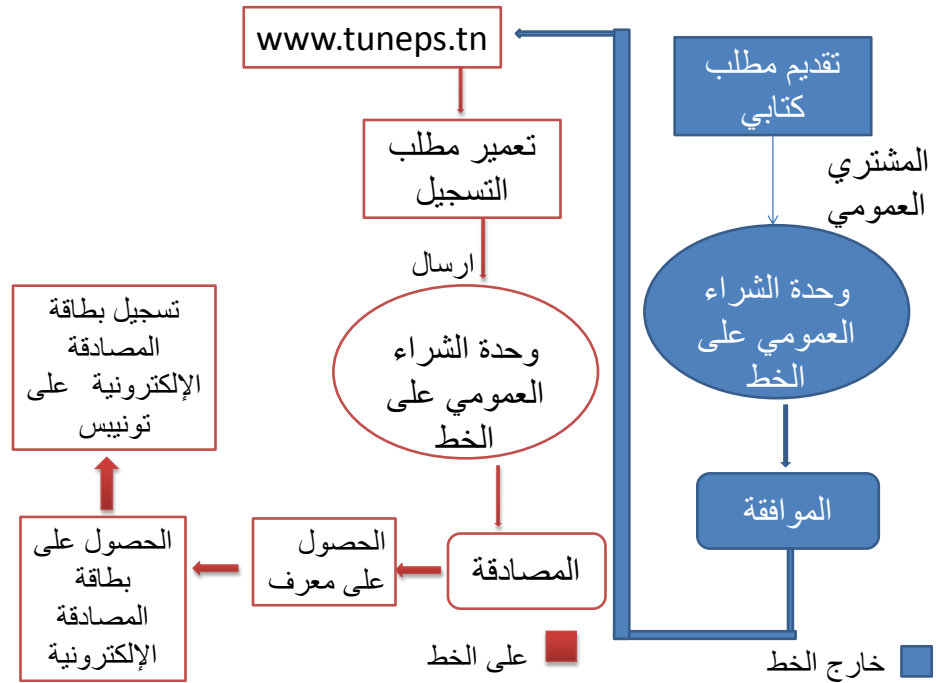 تقديم مطلب
كتابي
المشتري
العمومي
وحدة الشراء
العمومي على
الخط
الموافقة
www.tuneps.tn
تعمير مطلب
التسجيل
ارسال
وحدة الشراء
العمومي على
الخط
المصادقة
الحصول
على معرف
الحصول على
بطاقة
المصادقة
الإلكترونية
تسجيل بطاقة
المصادقة
الإلكترونية على
تونيبس
خارج الخط
على الخط